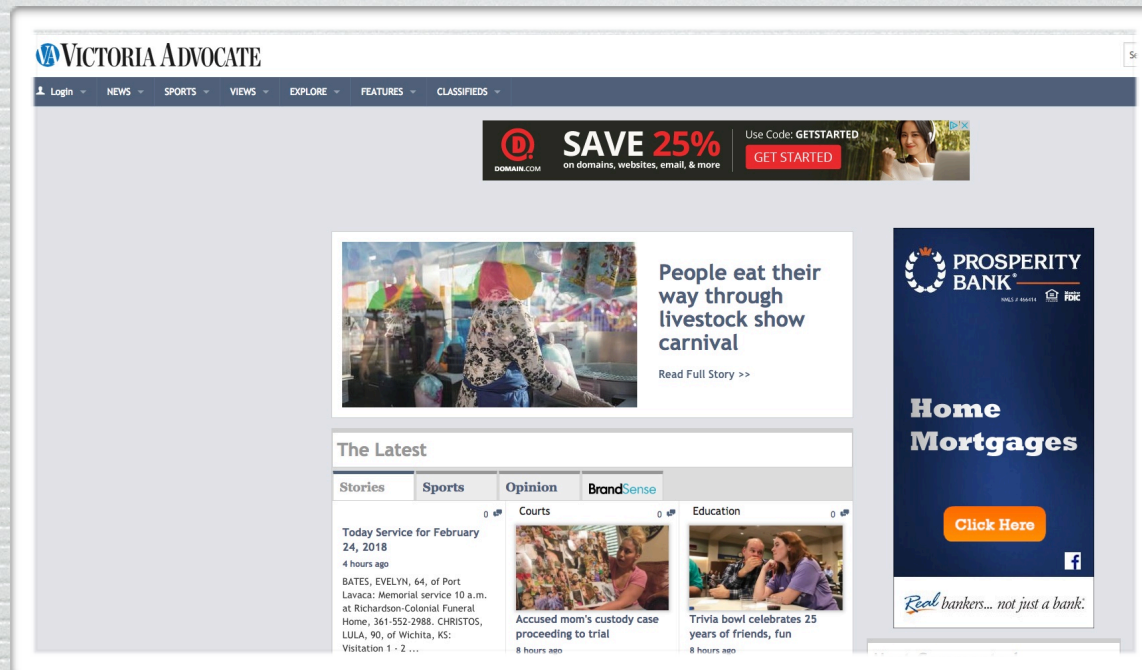 VA VICTORIA ADVOCATE
Login NEWS SPORTS VIEWS EXPLORE FEATURES CLASSIFIEDS
D
DOMAIN.COM
SAVE 25%
on domains, websites, email, & more
Use Code: GETSTARTED
GET STARTED
People eat their
way through
livestock show
carnival
Read Full Story >>
The Latest
Stories Sports Opinion BrandSense
0
Today Service for February
24, 2018
4 hours ago
BATES, EVELYN, 64, of Port
Lavaca: Memorial service 10 a.m.
at Richardson-Colonial Funeral
Home, 361-552-2988. CHRISTOS,
LULA, 90, of Wichita, KS:
Visitation 1 - 2 ...
Courts 0
Accused mom's custody case
proceeding to trial
8 hours ago
Education 0
Trivia bowl celebrates 25
years of friends, fun
8 hours ago
PROSPERITY
BANK®
NMLS # 466414 Member
FDIC
Home
Mortgages
Click Here
f
Real bankers... not just a bank.